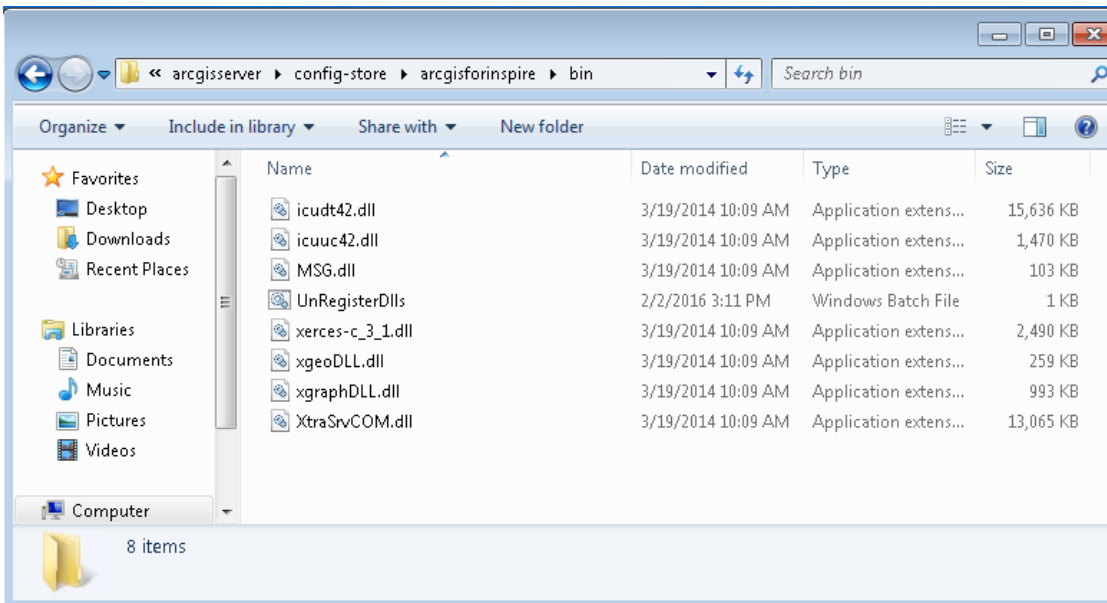 « arcgisserver ▸ config-store ▸ arcgisforinspire ▸ bin Search bin
Organize Include in library Share with New folder
Name Date modified Type Size
Favorites
Desktop
Downloads
Recent Places
Libraries
Documents
Music
Pictures
Videos
Computer
icudt42.dll 3/19/2014 10:09 AM Application extens... 15,636 KB
icuuc42.dll 3/19/2014 10:09 AM Application extens... 1,470 KB
MSG.dll 3/19/2014 10:09 AM Application extens... 103 KB
UnRegisterDlls 2/2/2016 3:11 PM Windows Batch File 1 KB
xerces-c_3_1.dll 3/19/2014 10:09 AM Application extens... 2,490 KB
xgeoDLL.dll 3/19/2014 10:09 AM Application extens... 259 KB
xgraphDLL.dll 3/19/2014 10:09 AM Application extens... 993 KB
XtraSrvCOM.dll 3/19/2014 10:09 AM Application extens... 13,065 KB
8 items